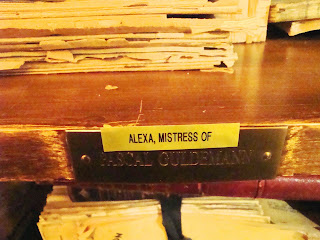 ALEXA, MISTRESS OF
PASCAL GULDEMANN